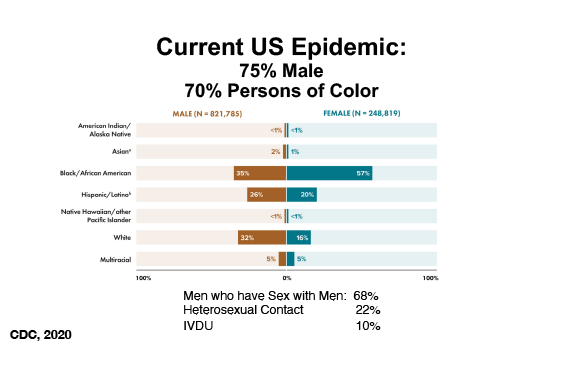 Current US Epidemic:
75% Male
70% Persons of Color
MALE (N = 821,785) FEMALE (N = 248,819)
American Indian/
Alaska Native
<1% <1%
Asianᵃ 2% 1%
Black/African American 35% 57%
Hispanic/Latinoᵇ 26% 20%
Native Hawaiian/other
Pacific Islander
<1% <1%
White 32% 16%
Multiracial 5% 5%
100% 0% 100%
Men who have Sex with Men: 68%
Heterosexual Contact 22%
IVDU 10%
CDC, 2020